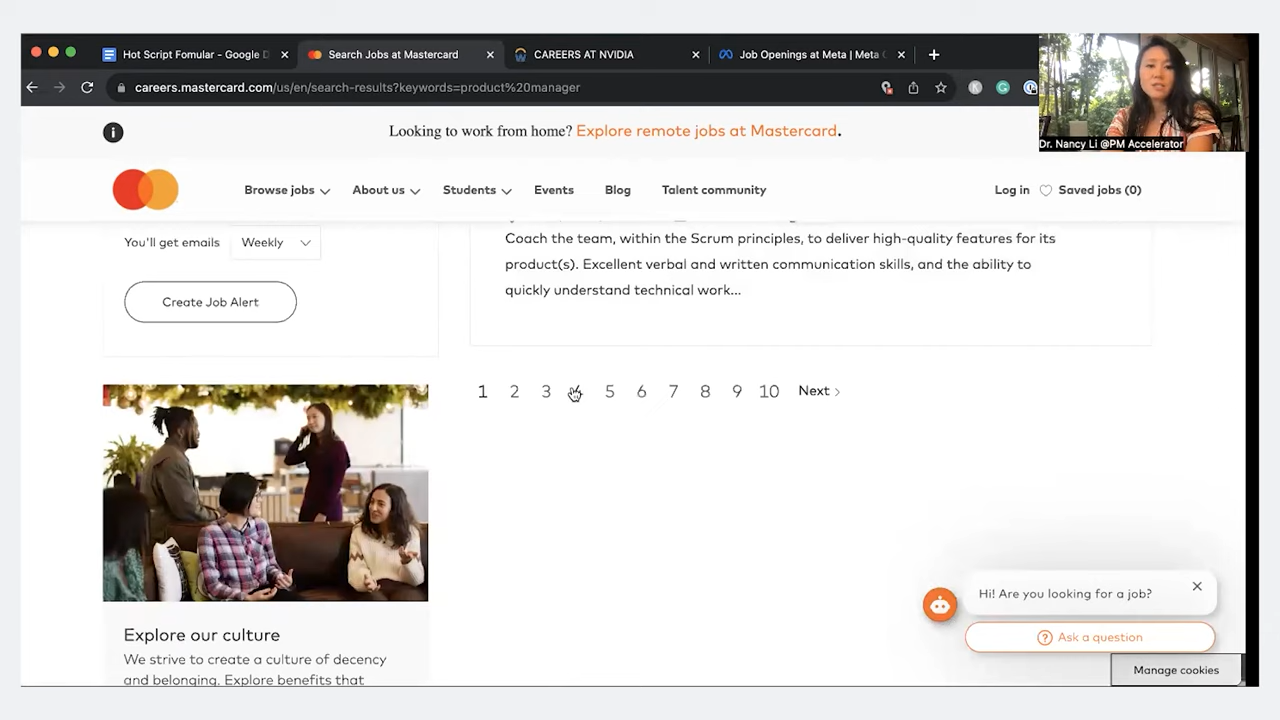 Hot Script Fomular - Google D
Search Jobs at Mastercard
CAREERS AT NVIDIA
Job Openings at Meta | Meta C
careers.mastercard.com/us/en/search-results?keywords=product%20manager
Dr. Nancy Li @PM Accelerator
Looking to work from home? Explore remote jobs at Mastercard.
Browse jobs About us Students Events Blog Talent community Log in Saved jobs (0)
You'll get emails Weekly
Create Job Alert
Coach the team, within the Scrum principles, to deliver high-quality features for its
product(s). Excellent verbal and written communication skills, and the ability to
quickly understand technical work...
1 2 3 4 5 6 7 8 9 10 Next
Explore our culture
We strive to create a culture of decency
and belonging. Explore benefits that
Hi! Are you looking for a job?
Ask a question
Manage cookies